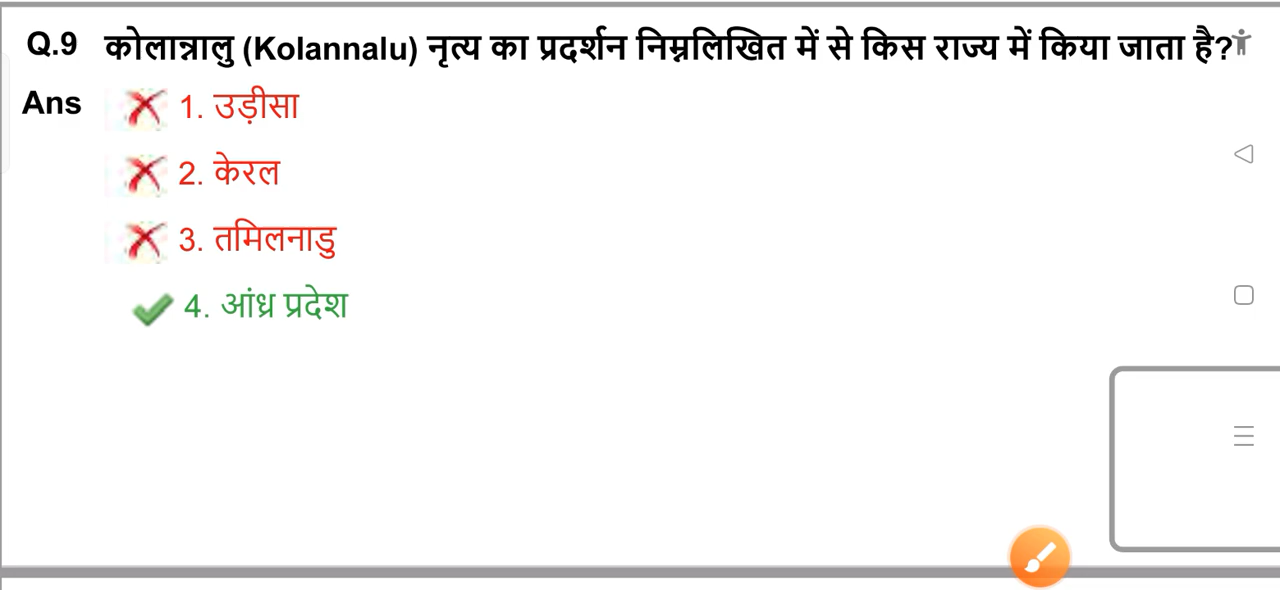 Q.9 कोलान्नालु (Kolannalu) नृत्य का प्रदर्शन निम्नलिखित में से किस राज्य में किया जाता है?
Ans 1. उड़ीसा
2. केरल
3. तमिलनाडु
4. आंध्र प्रदेश